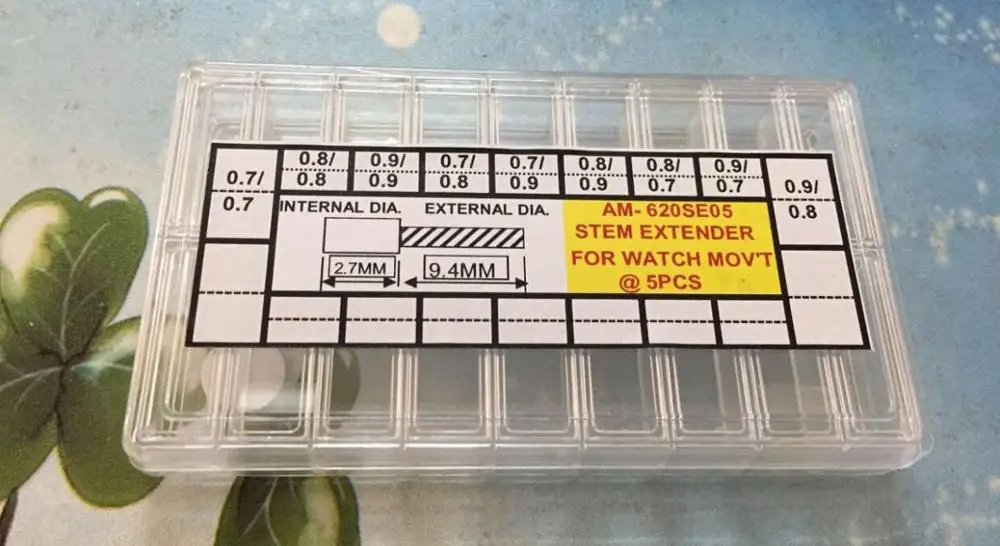 0.7/
0.7
0.8/
0.8
0.9/
0.9
0.7/
0.8
0.7/
0.9
0.8/
0.9
0.8/
0.7
0.9/
0.7
0.9/
0.8
INTERNAL DIA.
EXTERNAL DIA.
2.7MM
9.4MM
AM- 620SE05
STEM EXTENDER
FOR WATCH MOV'T
@ 5PCS